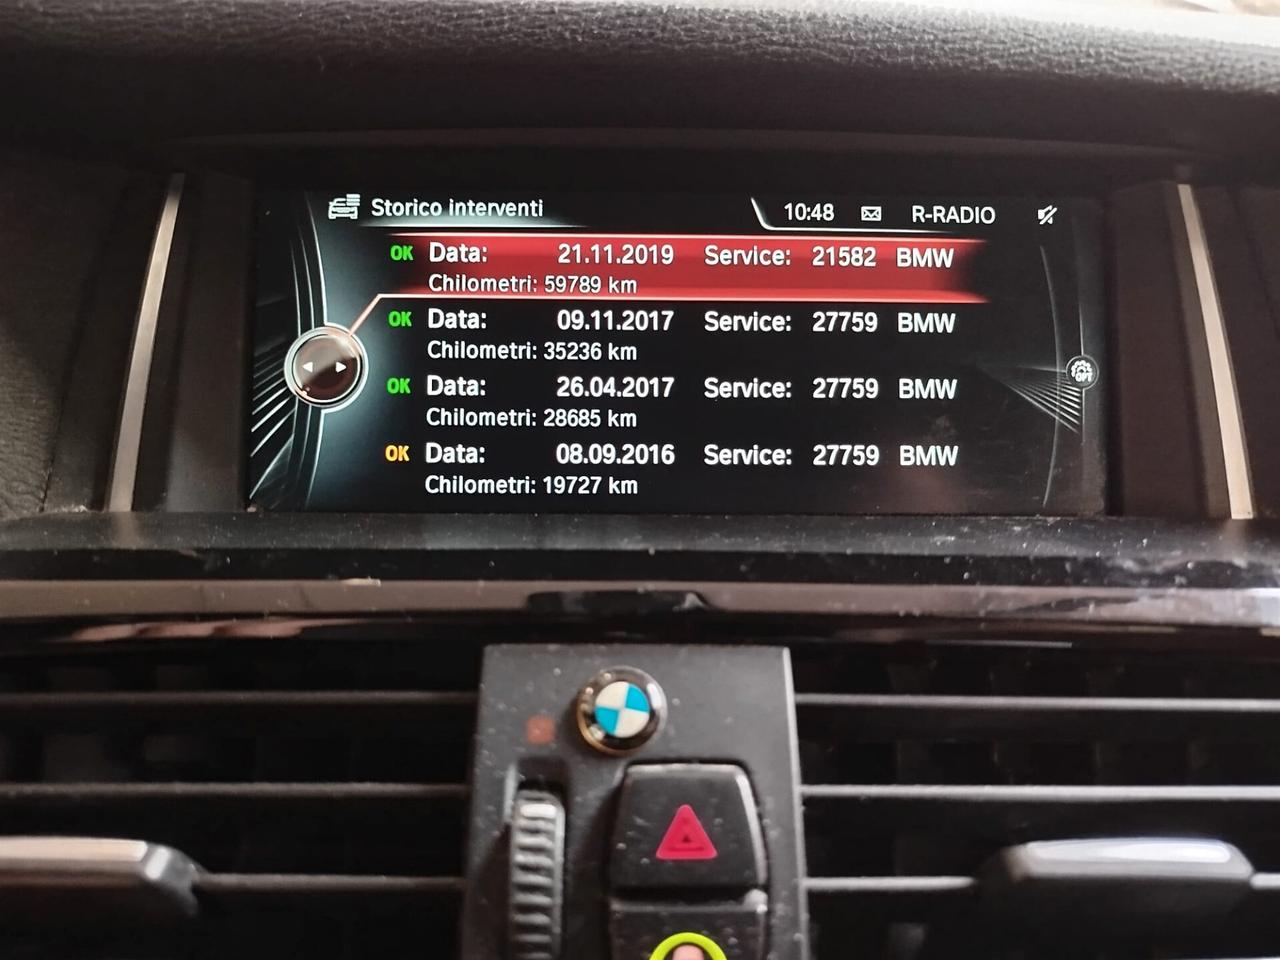 Storico interventi 10:48 R-RADIO
OK Data: 21.11.2019 Service: 21582 BMW
Chilometri: 59789 km
OK Data: 09.11.2017 Service: 27759 BMW
Chilometri: 35236 km
OK Data: 26.04.2017 Service: 27759 BMW
Chilometri: 28685 km
OK Data: 08.09.2016 Service: 27759 BMW
Chilometri: 19727 km
OPT